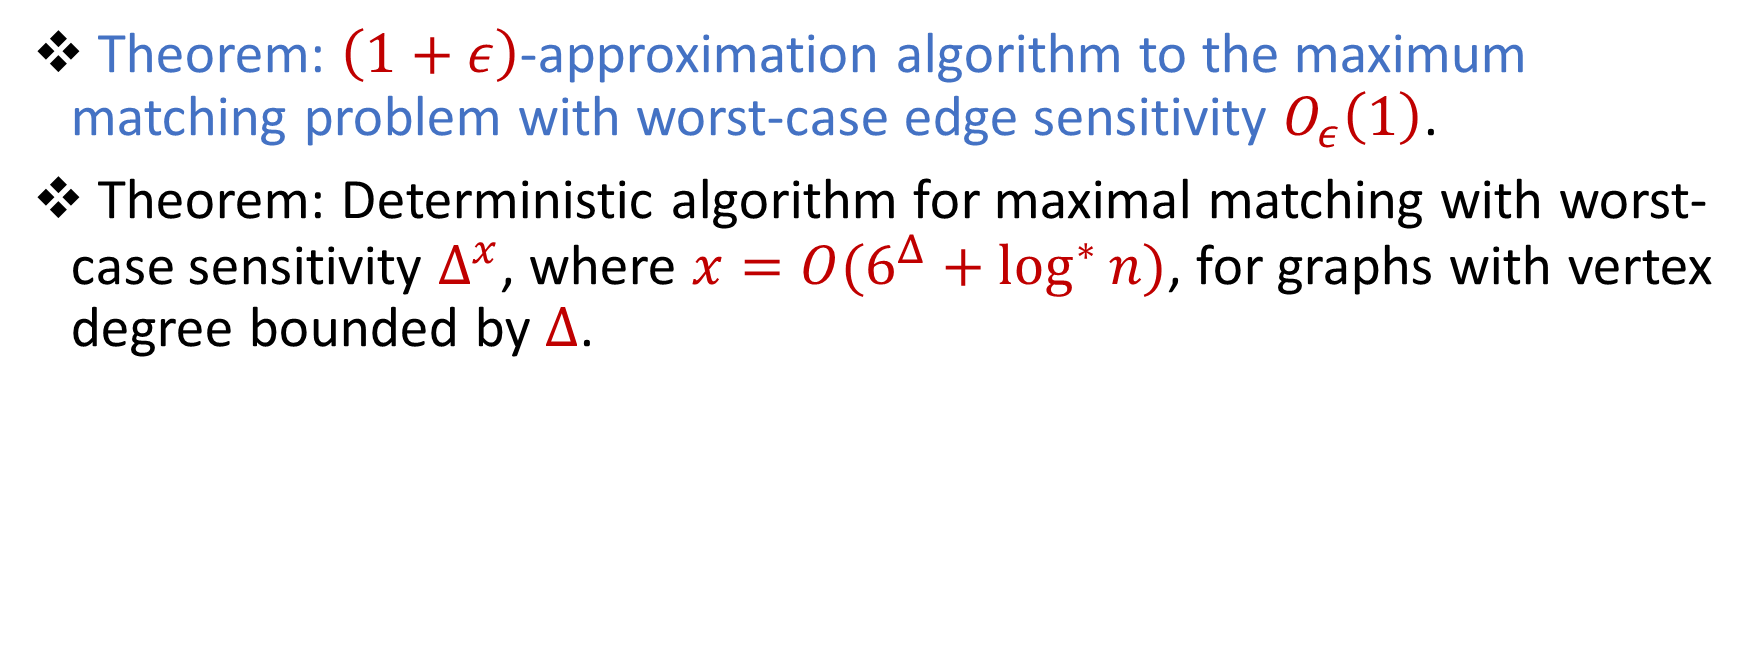 ❖ Theorem: (1 + ϵ)-approximation algorithm to the maximum
matching problem with worst-case edge sensitivity O_ϵ(1).
❖ Theorem: Deterministic algorithm for maximal matching with worst-
case sensitivity Δ^x, where x = O(6^Δ + log* n), for graphs with vertex
degree bounded by Δ.